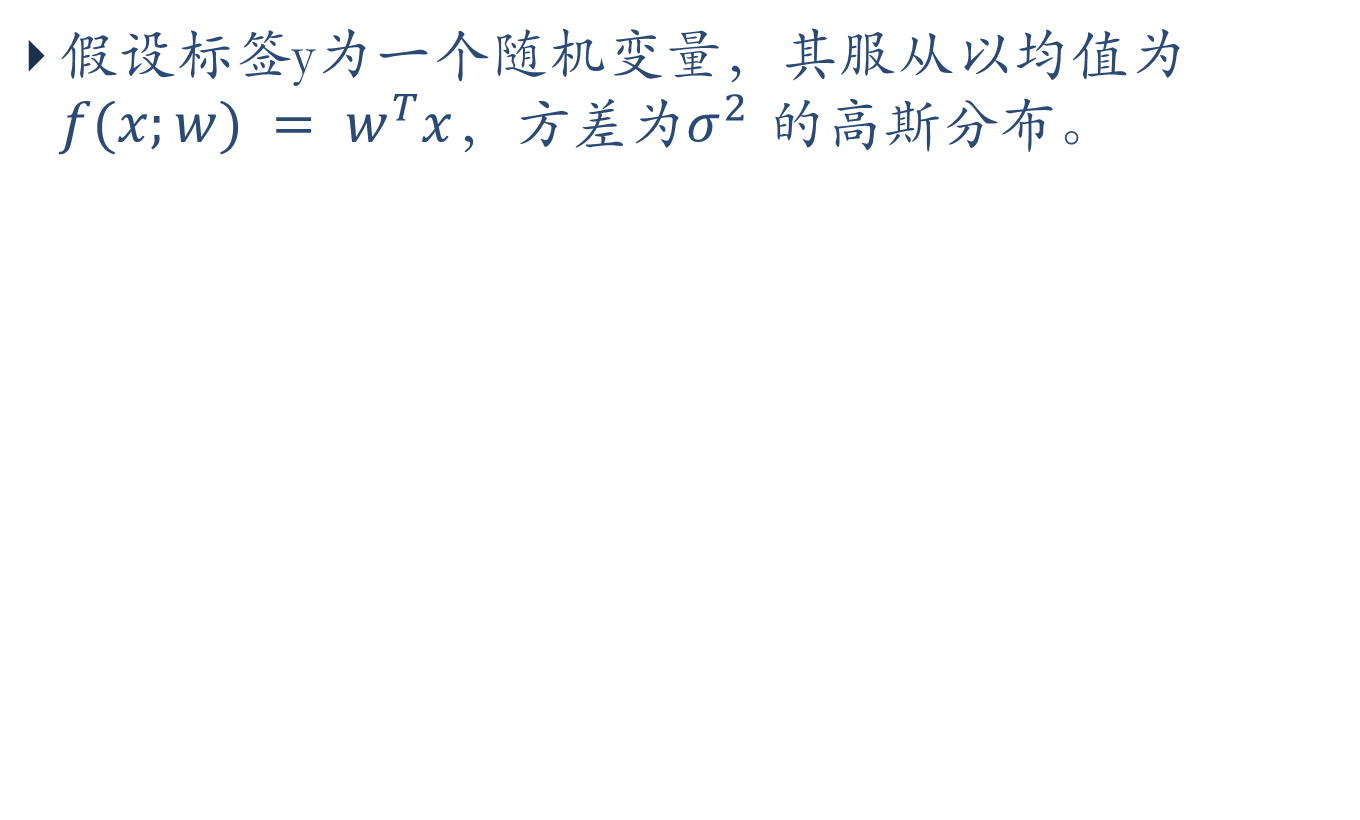 假设标签y为一个随机变量，其服从以均值为
f(x; w) = wᵀx，方差为σ² 的高斯分布。